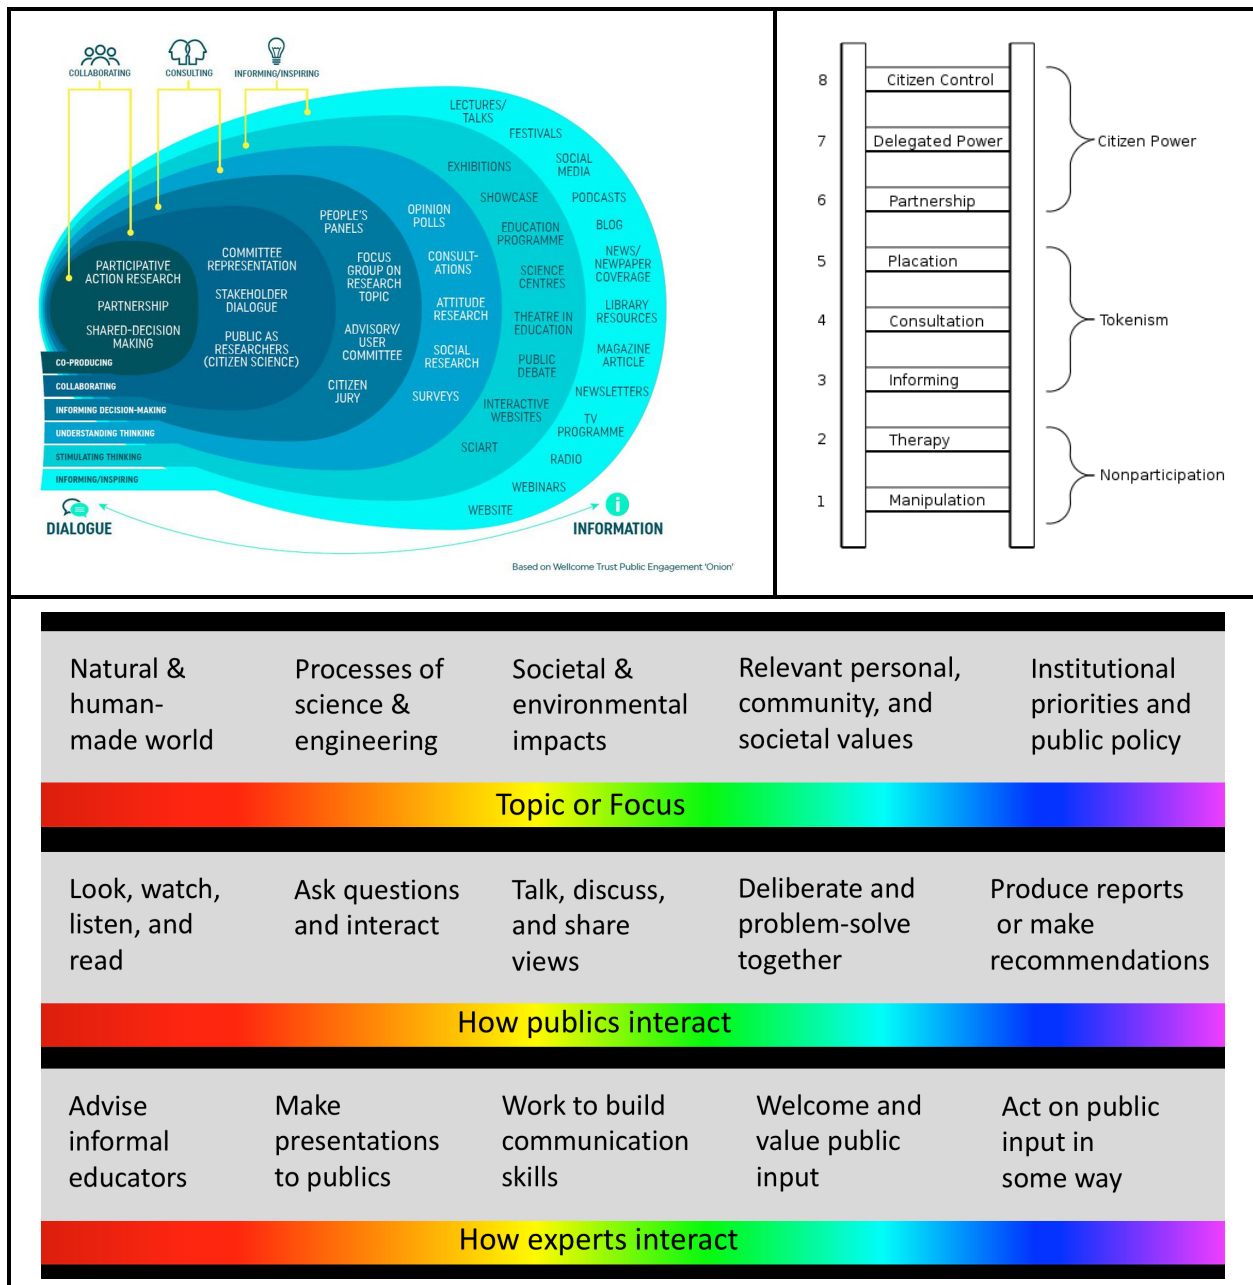 COLLABORATING
CONSULTING
INFORMING/INSPIRING
LECTURES/
TALKS
FESTIVALS
SOCIAL
MEDIA
PODCASTS
BLOG
NEWS/
NEWPAPER
COVERAGE
LIBRARY
RESOURCES
MAGAZINE
ARTICLE
NEWSLETTERS
TV
PROGRAMME
RADIO
WEBINARS
WEBSITE
EXHIBITIONS
SHOWCASE
EDUCATION
PROGRAMME
SCIENCE
CENTRES
THEATRE IN
EDUCATION
PUBLIC
DEBATE
INTERACTIVE
WEBSITES
SCIART
OPINION
POLLS
CONSULT-
ATIONS
ATTITUDE
RESEARCH
SOCIAL
RESEARCH
SURVEYS
PEOPLE'S
PANELS
FOCUS
GROUP ON
RESEARCH
TOPIC
ADVISORY/
USER
COMMITTEE
CITIZEN
JURY
COMMITTEE
REPRESENTATION
STAKEHOLDER
DIALOGUE
PUBLIC AS
RESEARCHERS
(CITIZEN SCIENCE)
PARTICIPATIVE
ACTION RESEARCH
PARTNERSHIP
SHARED-DECISION
MAKING
CO-PRODUCING
COLLABORATING
INFORMING DECISION-MAKING
UNDERSTANDING THINKING
STIMULATING THINKING
INFORMING/INSPIRING
DIALOGUE
i
INFORMATION
Based on Wellcome Trust Public Engagement 'Onion'
8 Citizen Control
7 Delegated Power
6 Partnership
Citizen Power
5 Placation
4 Consultation
3 Informing
Tokenism
2 Therapy
1 Manipulation
Nonparticipation
Natural &
human-
made world
Processes of
science &
engineering
Societal &
environmental
impacts
Relevant personal,
community, and
societal values
Institutional
priorities and
public policy
Topic or Focus
Look, watch,
listen, and
read
Ask questions
and interact
Talk, discuss,
and share
views
Deliberate and
problem-solve
together
Produce reports
or make
recommendations
How publics interact
Advise
informal
educators
Make
presentations
to publics
Work to build
communication
skills
Welcome and
value public
input
Act on public
input in
some way
How experts interact